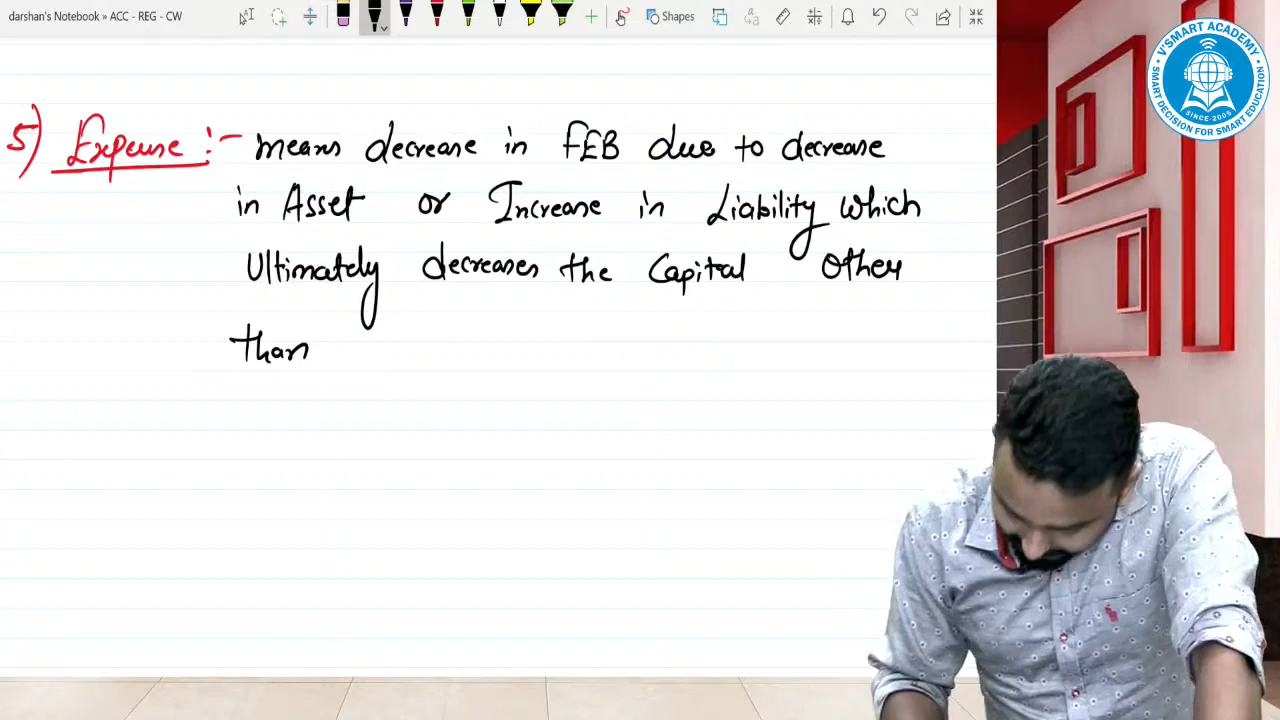 darshan's Notebook » ACC - REG - CW
Shapes
V'SMART ACADEMY
SMART DECISION FOR SMART EDUCATION
SINCE-2005
5) Expense :- means decrease in FEB due to decrease
in Asset or Increase in Liability which
Ultimately decreases the Capital Other
than